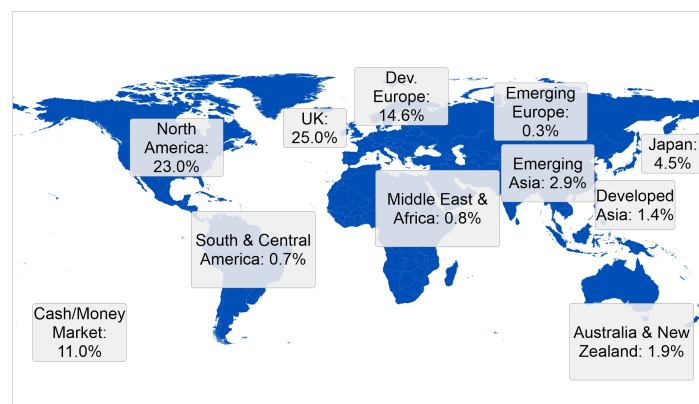 Dev.
Europe:
14.6%
Emerging
Europe:
0.3%
UK:
25.0%
North
America:
23.0%
Japan:
4.5%
Emerging
Asia: 2.9%
Middle East &
Africa: 0.8%
Developed
Asia: 1.4%
South & Central
America: 0.7%
Cash/Money
Market:
11.0%
Australia & New
Zealand: 1.9%